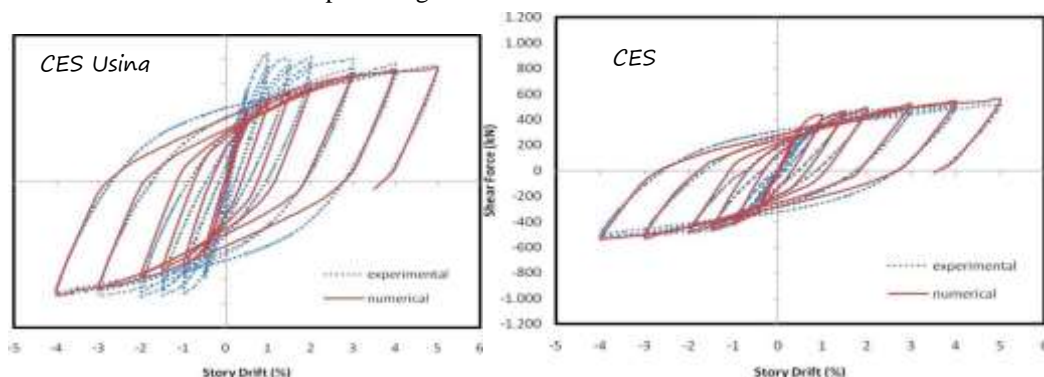 CES Usina
experimental
numerical
-5 -4 -3 -2 -1 0 1 2 3 4 5 6
Story Drift (%)
CES
Shear Force (kN)
1.200
1.000
800
600
400
200
0
-200
-400
-600
-800
-1.000
-1.200
experimental
numerical
-5 -4 -3 -2 -1 0 1 2 3 4 5 6
Story Drift (%)